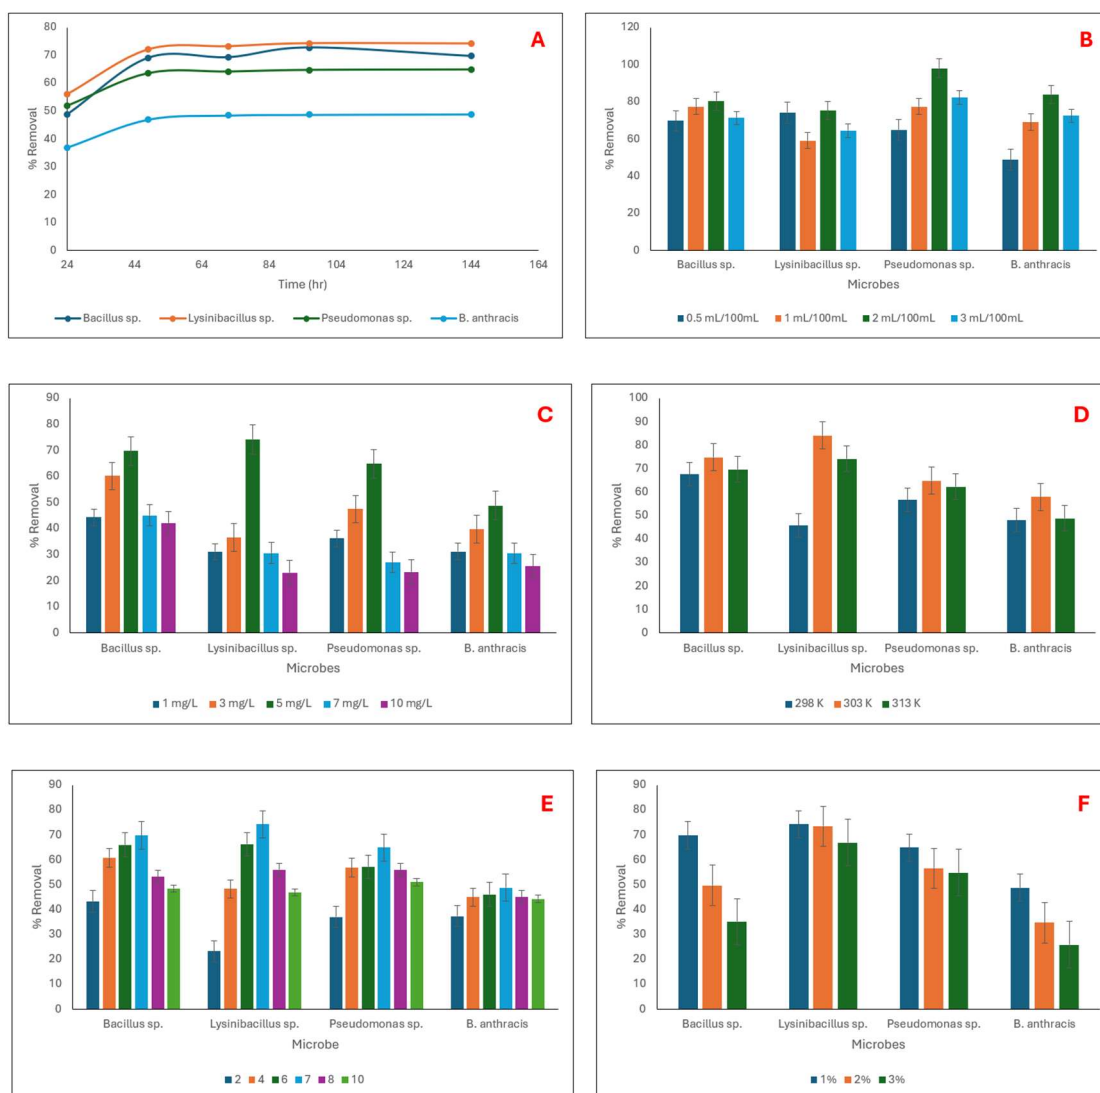 A
80
70
60
50
40
30
20
10
0
% Removal
24 44 64 84 104 124 144 164
Time (hr)
Bacillus sp. Lysinibacillus sp. Pseudomonas sp. B. anthracis
B
120
100
80
60
40
20
0
% Removal
Bacillus sp. Lysinibacillus sp. Pseudomonas sp. B. anthracis
Microbes
0.5 mL/100mL 1 mL/100mL 2 mL/100mL 3 mL/100mL
C
90
80
70
60
50
40
30
20
10
0
% Removal
Bacillus sp. Lysinibacillus sp. Pseudomonas sp. B. anthracis
Microbes
1 mg/L 3 mg/L 5 mg/L 7 mg/L 10 mg/L
D
100
90
80
70
60
50
40
30
20
10
0
% Removal
Bacillus sp. Lysinibacillus sp. Pseudomonas sp. B. anthracis
Microbes
298 K 303 K 313 K
E
90
80
70
60
50
40
30
20
10
0
% Removal
Bacillus sp. Lysinibacillus sp. Pseudomonas sp. B. anthracis
Microbe
2 4 6 7 8 10
F
90
80
70
60
50
40
30
20
10
0
% Removal
Bacillus sp. Lysinibacillus sp. Pseudomonas sp. B. anthracis
Microbes
1% 2% 3%